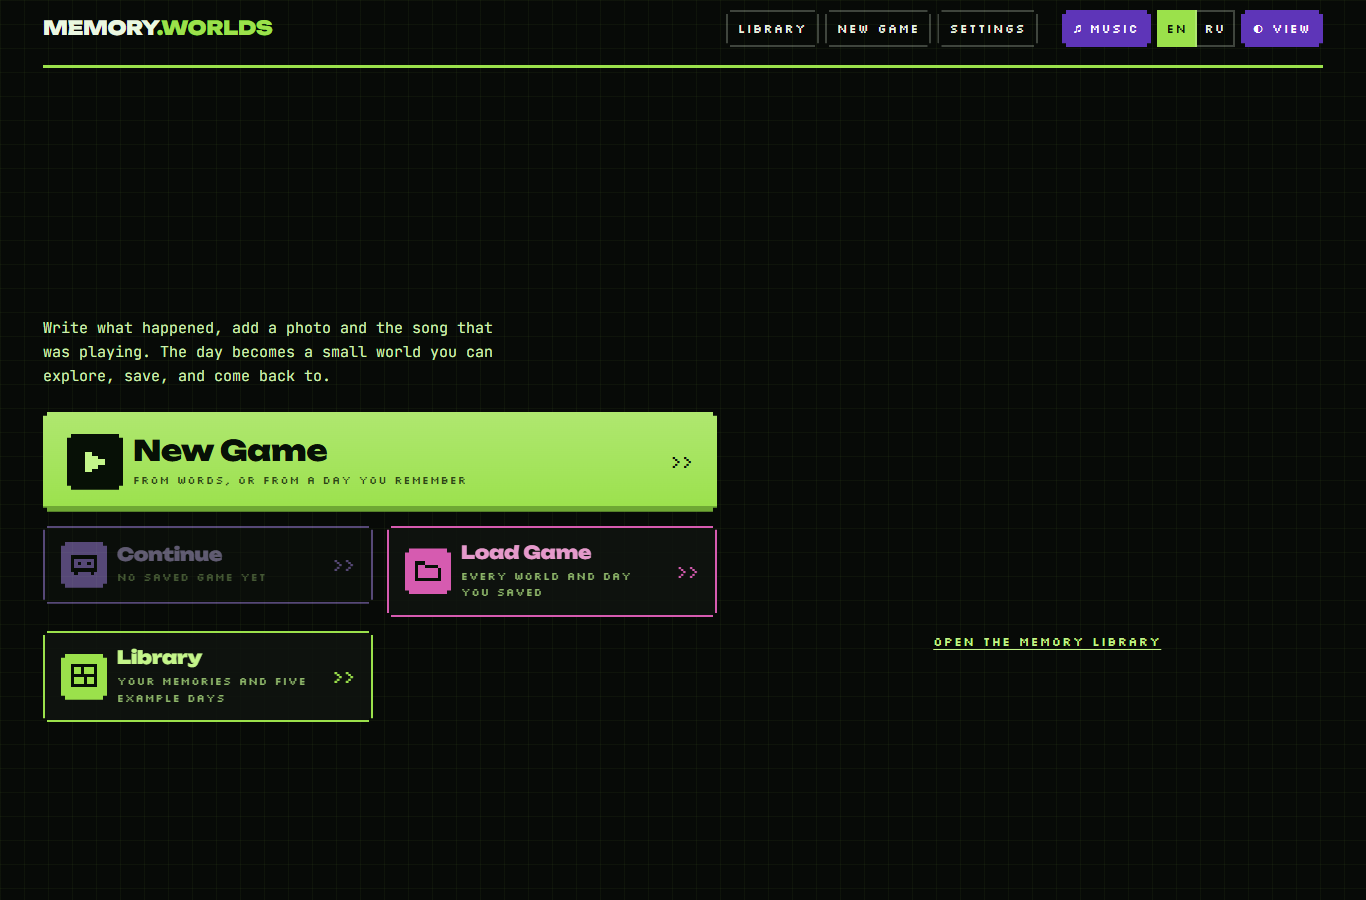 MEMORY.WORLDS
LIBRARY
NEW GAME
SETTINGS
♫ MUSIC
EN
RU
◐ VIEW
Write what happened, add a photo and the song that
was playing. The day becomes a small world you can
explore, save, and come back to.
New Game
FROM WORDS, OR FROM A DAY YOU REMEMBER
>>
Continue
NO SAVED GAME YET
>>
Load Game
EVERY WORLD AND DAY
YOU SAVED
>>
Library
YOUR MEMORIES AND FIVE
EXAMPLE DAYS
>>
OPEN THE MEMORY LIBRARY